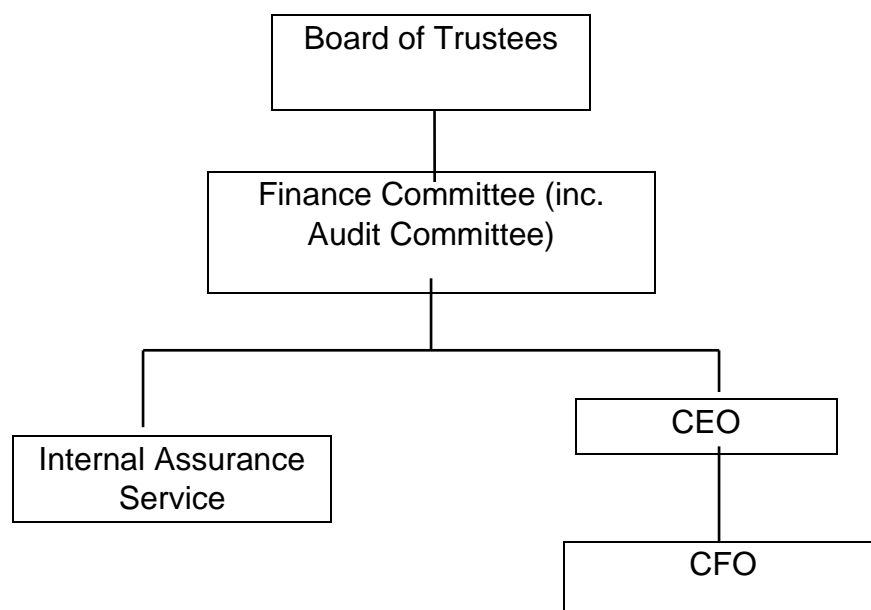 Board of Trustees
Finance Committee (inc.
Audit Committee)
CEO
Internal Assurance
Service
CFO